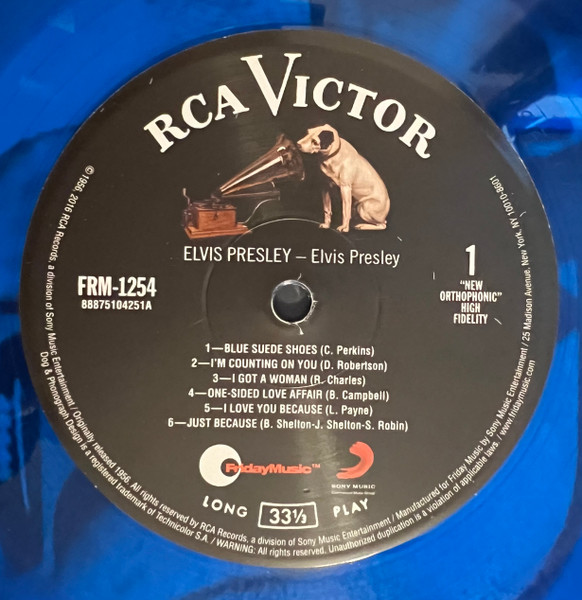 RCA VICTOR
ELVIS PRESLEY – Elvis Presley
FRM-1254
88875104251A
1
"NEW
ORTHOPHONIC"
HIGH
FIDELITY
1—BLUE SUEDE SHOES (C. Perkins)
2—I'M COUNTING ON YOU (D. Robertson)
3—I GOT A WOMAN (R. Charles)
4—ONE-SIDED LOVE AFFAIR (B. Campbell)
5—I LOVE YOU BECAUSE (L. Payne)
6—JUST BECAUSE (B. Shelton-J. Shelton-S. Robin)
FridayMusic™
SONY MUSIC
LONG 33⅓ PLAY
©1956, 2016 RCA Records, a division of Sony Music Entertainment / Originally released 1956. All rights reserved by RCA Records, a division of Sony Music Entertainment / Manufactured for Friday Music by Sony Music Entertainment / 25 Madison Avenue, New York, NY 10010-8601
Dog & Phonograph Design is a registered trademark of Technicolor S.A. / WARNING: All rights reserved. Unauthorized duplication is a violation of applicable laws. / www.fridaymusic.com